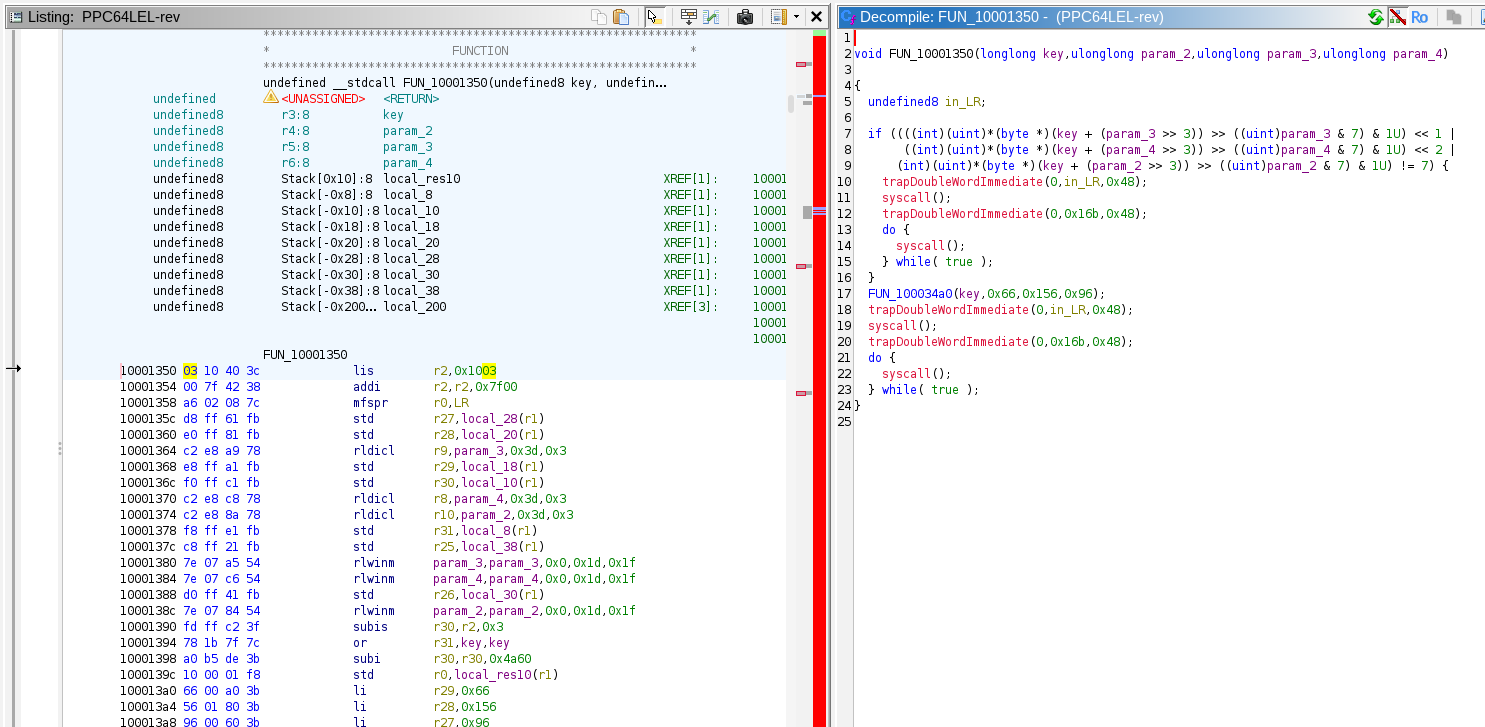 Listing: PPC64LEL-rev
*******************************************************
* FUNCTION *
*******************************************************
undefined __stdcall FUN_10001350(undefined8 key, undefin...
undefined <UNASSIGNED> <RETURN>
undefined8 r3:8 key
undefined8 r4:8 param_2
undefined8 r5:8 param_3
undefined8 r6:8 param_4
undefined8 Stack[0x10]:8 local_res10 XREF[1]: 10001
undefined8 Stack[-0x8]:8 local_8 XREF[1]: 10001
undefined8 Stack[-0x10]:8 local_10 XREF[1]: 10001
undefined8 Stack[-0x18]:8 local_18 XREF[1]: 10001
undefined8 Stack[-0x20]:8 local_20 XREF[1]: 10001
undefined8 Stack[-0x28]:8 local_28 XREF[1]: 10001
undefined8 Stack[-0x30]:8 local_30 XREF[1]: 10001
undefined8 Stack[-0x38]:8 local_38 XREF[1]: 10001
undefined8 Stack[-0x200... local_200 XREF[3]: 10001
10001
10001
FUN_10001350
10001350 03 10 40 3c lis r2,0x1003
10001354 00 7f 42 38 addi r2,r2,0x7f00
10001358 a6 02 08 7c mfspr r0,LR
1000135c d8 ff 61 fb std r27,local_28(r1)
10001360 e0 ff 81 fb std r28,local_20(r1)
10001364 c2 e8 a9 78 rldicl r9,param_3,0x3d,0x3
10001368 e8 ff a1 fb std r29,local_18(r1)
1000136c f0 ff c1 fb std r30,local_10(r1)
10001370 c2 e8 c8 78 rldicl r8,param_4,0x3d,0x3
10001374 c2 e8 8a 78 rldicl r10,param_2,0x3d,0x3
10001378 f8 ff e1 fb std r31,local_8(r1)
1000137c c8 ff 21 fb std r25,local_38(r1)
10001380 7e 07 a5 54 rlwinm param_3,param_3,0x0,0x1d,0x1f
10001384 7e 07 c6 54 rlwinm param_4,param_4,0x0,0x1d,0x1f
10001388 d0 ff 41 fb std r26,local_30(r1)
1000138c 7e 07 84 54 rlwinm param_2,param_2,0x0,0x1d,0x1f
10001390 fd ff c2 3f subis r30,r2,0x3
10001394 78 1b 7f 7c or r31,key,key
10001398 a0 b5 de 3b subi r30,r30,0x4a60
1000139c 10 00 01 f8 std r0,local_res10(r1)
100013a0 66 00 a0 3b li r29,0x66
100013a4 56 01 80 3b li r28,0x156
100013a8 96 00 60 3b li r27,0x96
Decompile: FUN_10001350 - (PPC64LEL-rev)
Ro
1
2 void FUN_10001350(longlong key,ulonglong param_2,ulonglong param_3,ulonglong param_4)
3
4 {
5 undefined8 in_LR;
6
7 if ((((int)(uint)*(byte *)(key + (param_3 >> 3)) >> ((uint)param_3 & 7) & 1U) << 1 |
8 ((int)(uint)*(byte *)(key + (param_4 >> 3)) >> ((uint)param_4 & 7) & 1U) << 2 |
9 (int)(uint)*(byte *)(key + (param_2 >> 3)) >> ((uint)param_2 & 7) & 1U) != 7) {
10 trapDoubleWordImmediate(0,in_LR,0x48);
11 syscall();
12 trapDoubleWordImmediate(0,0x16b,0x48);
13 do {
14 syscall();
15 } while( true );
16 }
17 FUN_100034a0(key,0x66,0x156,0x96);
18 trapDoubleWordImmediate(0,in_LR,0x48);
19 syscall();
20 trapDoubleWordImmediate(0,0x16b,0x48);
21 do {
22 syscall();
23 } while( true );
24 }
25